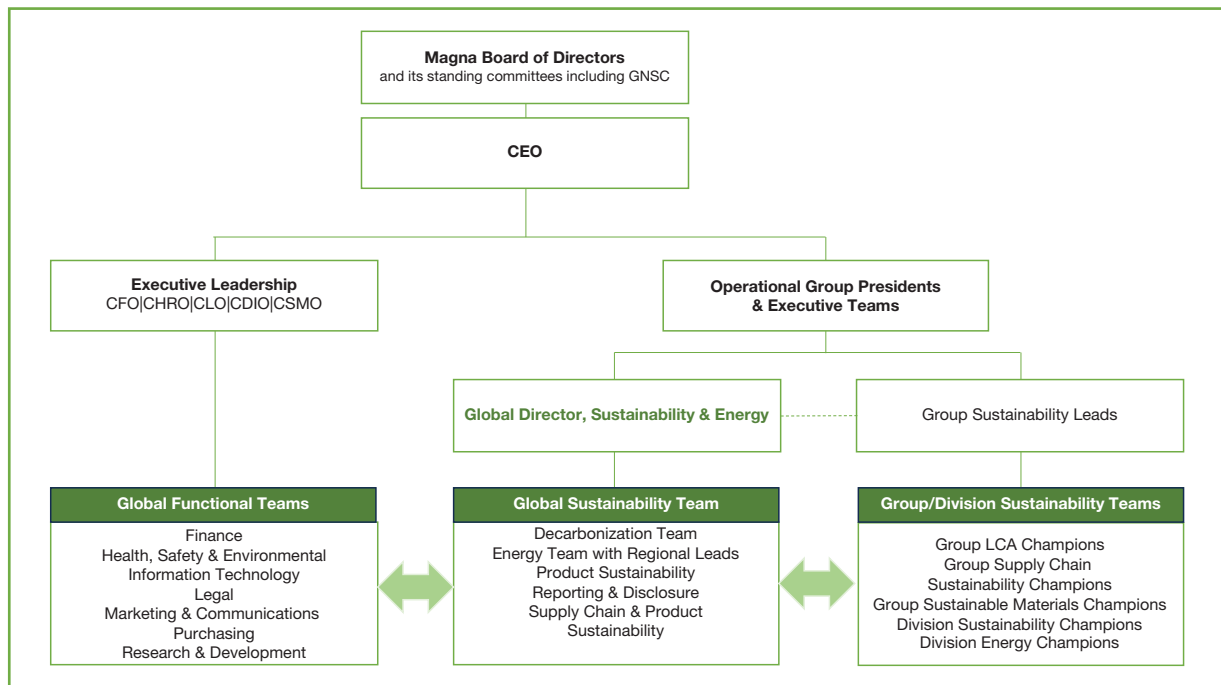 Magna Board of Directors
and its standing committees including GNSC
CEO
Executive Leadership
CFO|CHRO|CLO|CDIO|CSMO
Operational Group Presidents
& Executive Teams
Global Director, Sustainability & Energy
Group Sustainability Leads
Global Functional Teams
Finance
Health, Safety & Environmental
Information Technology
Legal
Marketing & Communications
Purchasing
Research & Development
Global Sustainability Team
Decarbonization Team
Energy Team with Regional Leads
Product Sustainability
Reporting & Disclosure
Supply Chain & Product
Sustainability
Group/Division Sustainability Teams
Group LCA Champions
Group Supply Chain
Sustainability Champions
Group Sustainable Materials Champions
Division Sustainability Champions
Division Energy Champions